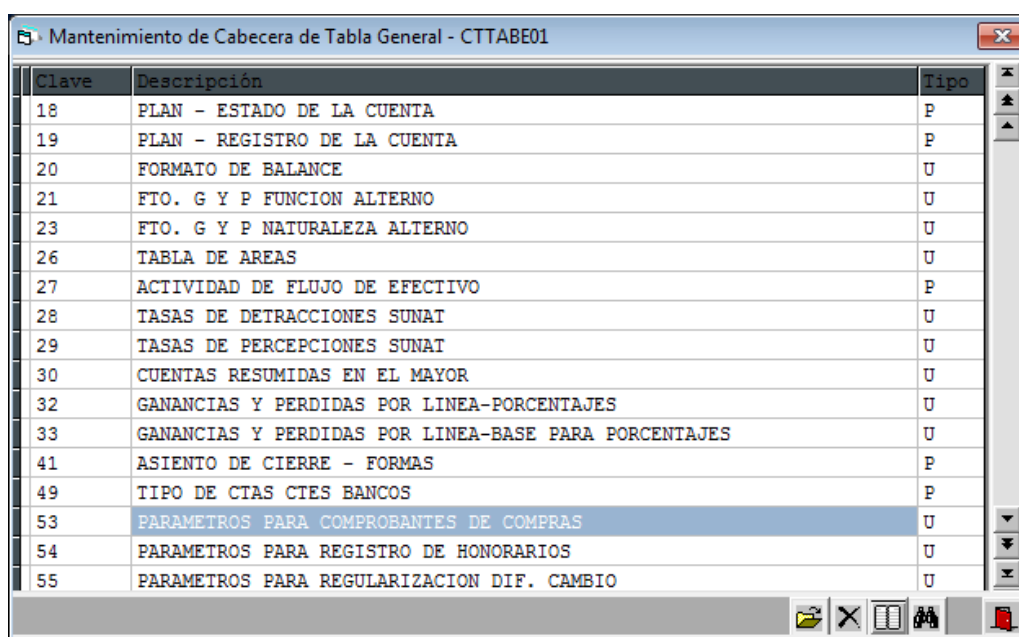 Mantenimiento de Cabecera de Tabla General - CTTABE01
Clave Descripción Tipo
18 PLAN - ESTADO DE LA CUENTA P
19 PLAN - REGISTRO DE LA CUENTA P
20 FORMATO DE BALANCE U
21 FTO. G Y P FUNCION ALTERNO U
23 FTO. G Y P NATURALEZA ALTERNO U
26 TABLA DE AREAS U
27 ACTIVIDAD DE FLUJO DE EFECTIVO P
28 TASAS DE DETRACCIONES SUNAT U
29 TASAS DE PERCEPCIONES SUNAT U
30 CUENTAS RESUMIDAS EN EL MAYOR U
32 GANANCIAS Y PERDIDAS POR LINEA-PORCENTAJES U
33 GANANCIAS Y PERDIDAS POR LINEA-BASE PARA PORCENTAJES U
41 ASIENTO DE CIERRE - FORMAS P
49 TIPO DE CTAS CTES BANCOS P
53 PARAMETROS PARA COMPROBANTES DE COMPRAS U
54 PARAMETROS PARA REGISTRO DE HONORARIOS U
55 PARAMETROS PARA REGULARIZACION DIF. CAMBIO U